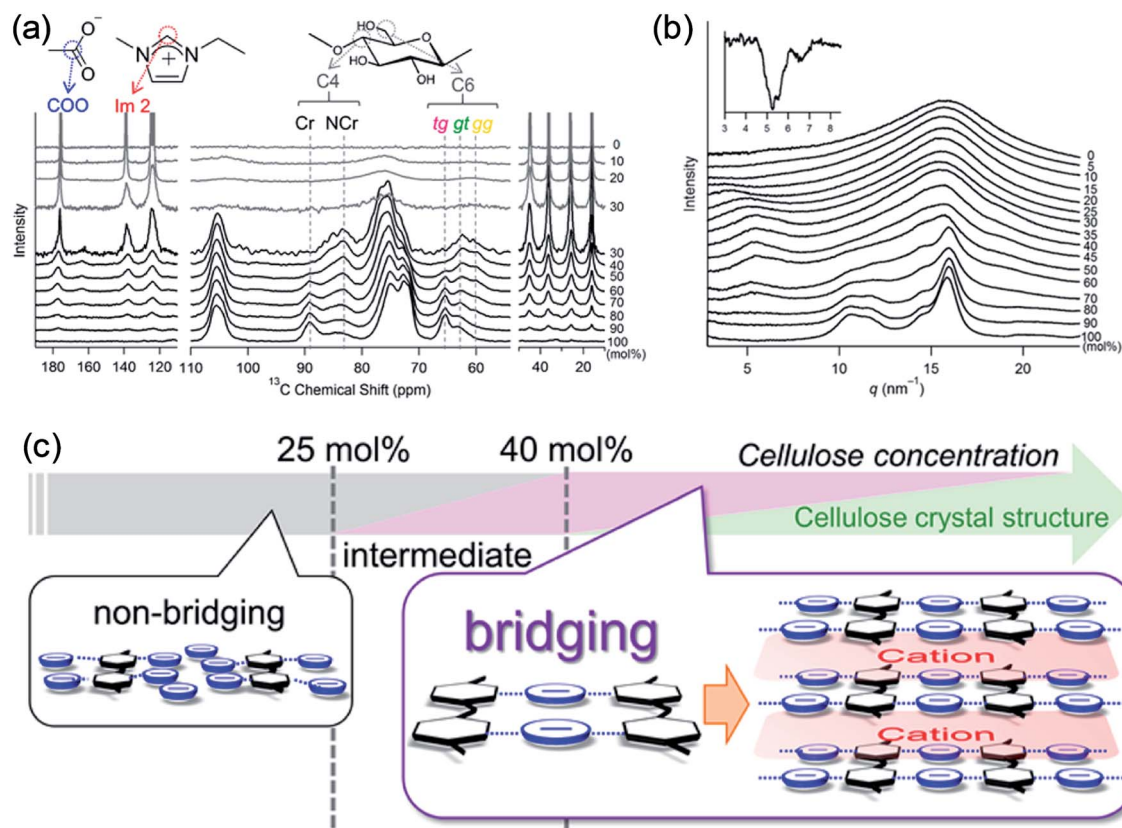 (a)
O−
O
COO
N
N
+
Im 2
HO
O
O
HO
OH
C4
C6
Cr
NCr
tg
gt
gg
Intensity
0
10
20
30
30
40
50
60
70
80
90
100
(mol%)
180
160
140
120
110
100
90
80
70
60
40
20
13C Chemical Shift (ppm)
(b)
3
4
5
6
7
8
Intensity
0
5
10
15
20
25
30
35
40
45
50
60
70
80
90
100
(mol%)
5
10
15
20
q (nm−1)
(c)
25 mol%
40 mol%
Cellulose concentration
Cellulose crystal structure
intermediate
non-bridging
bridging
Cation
Cation